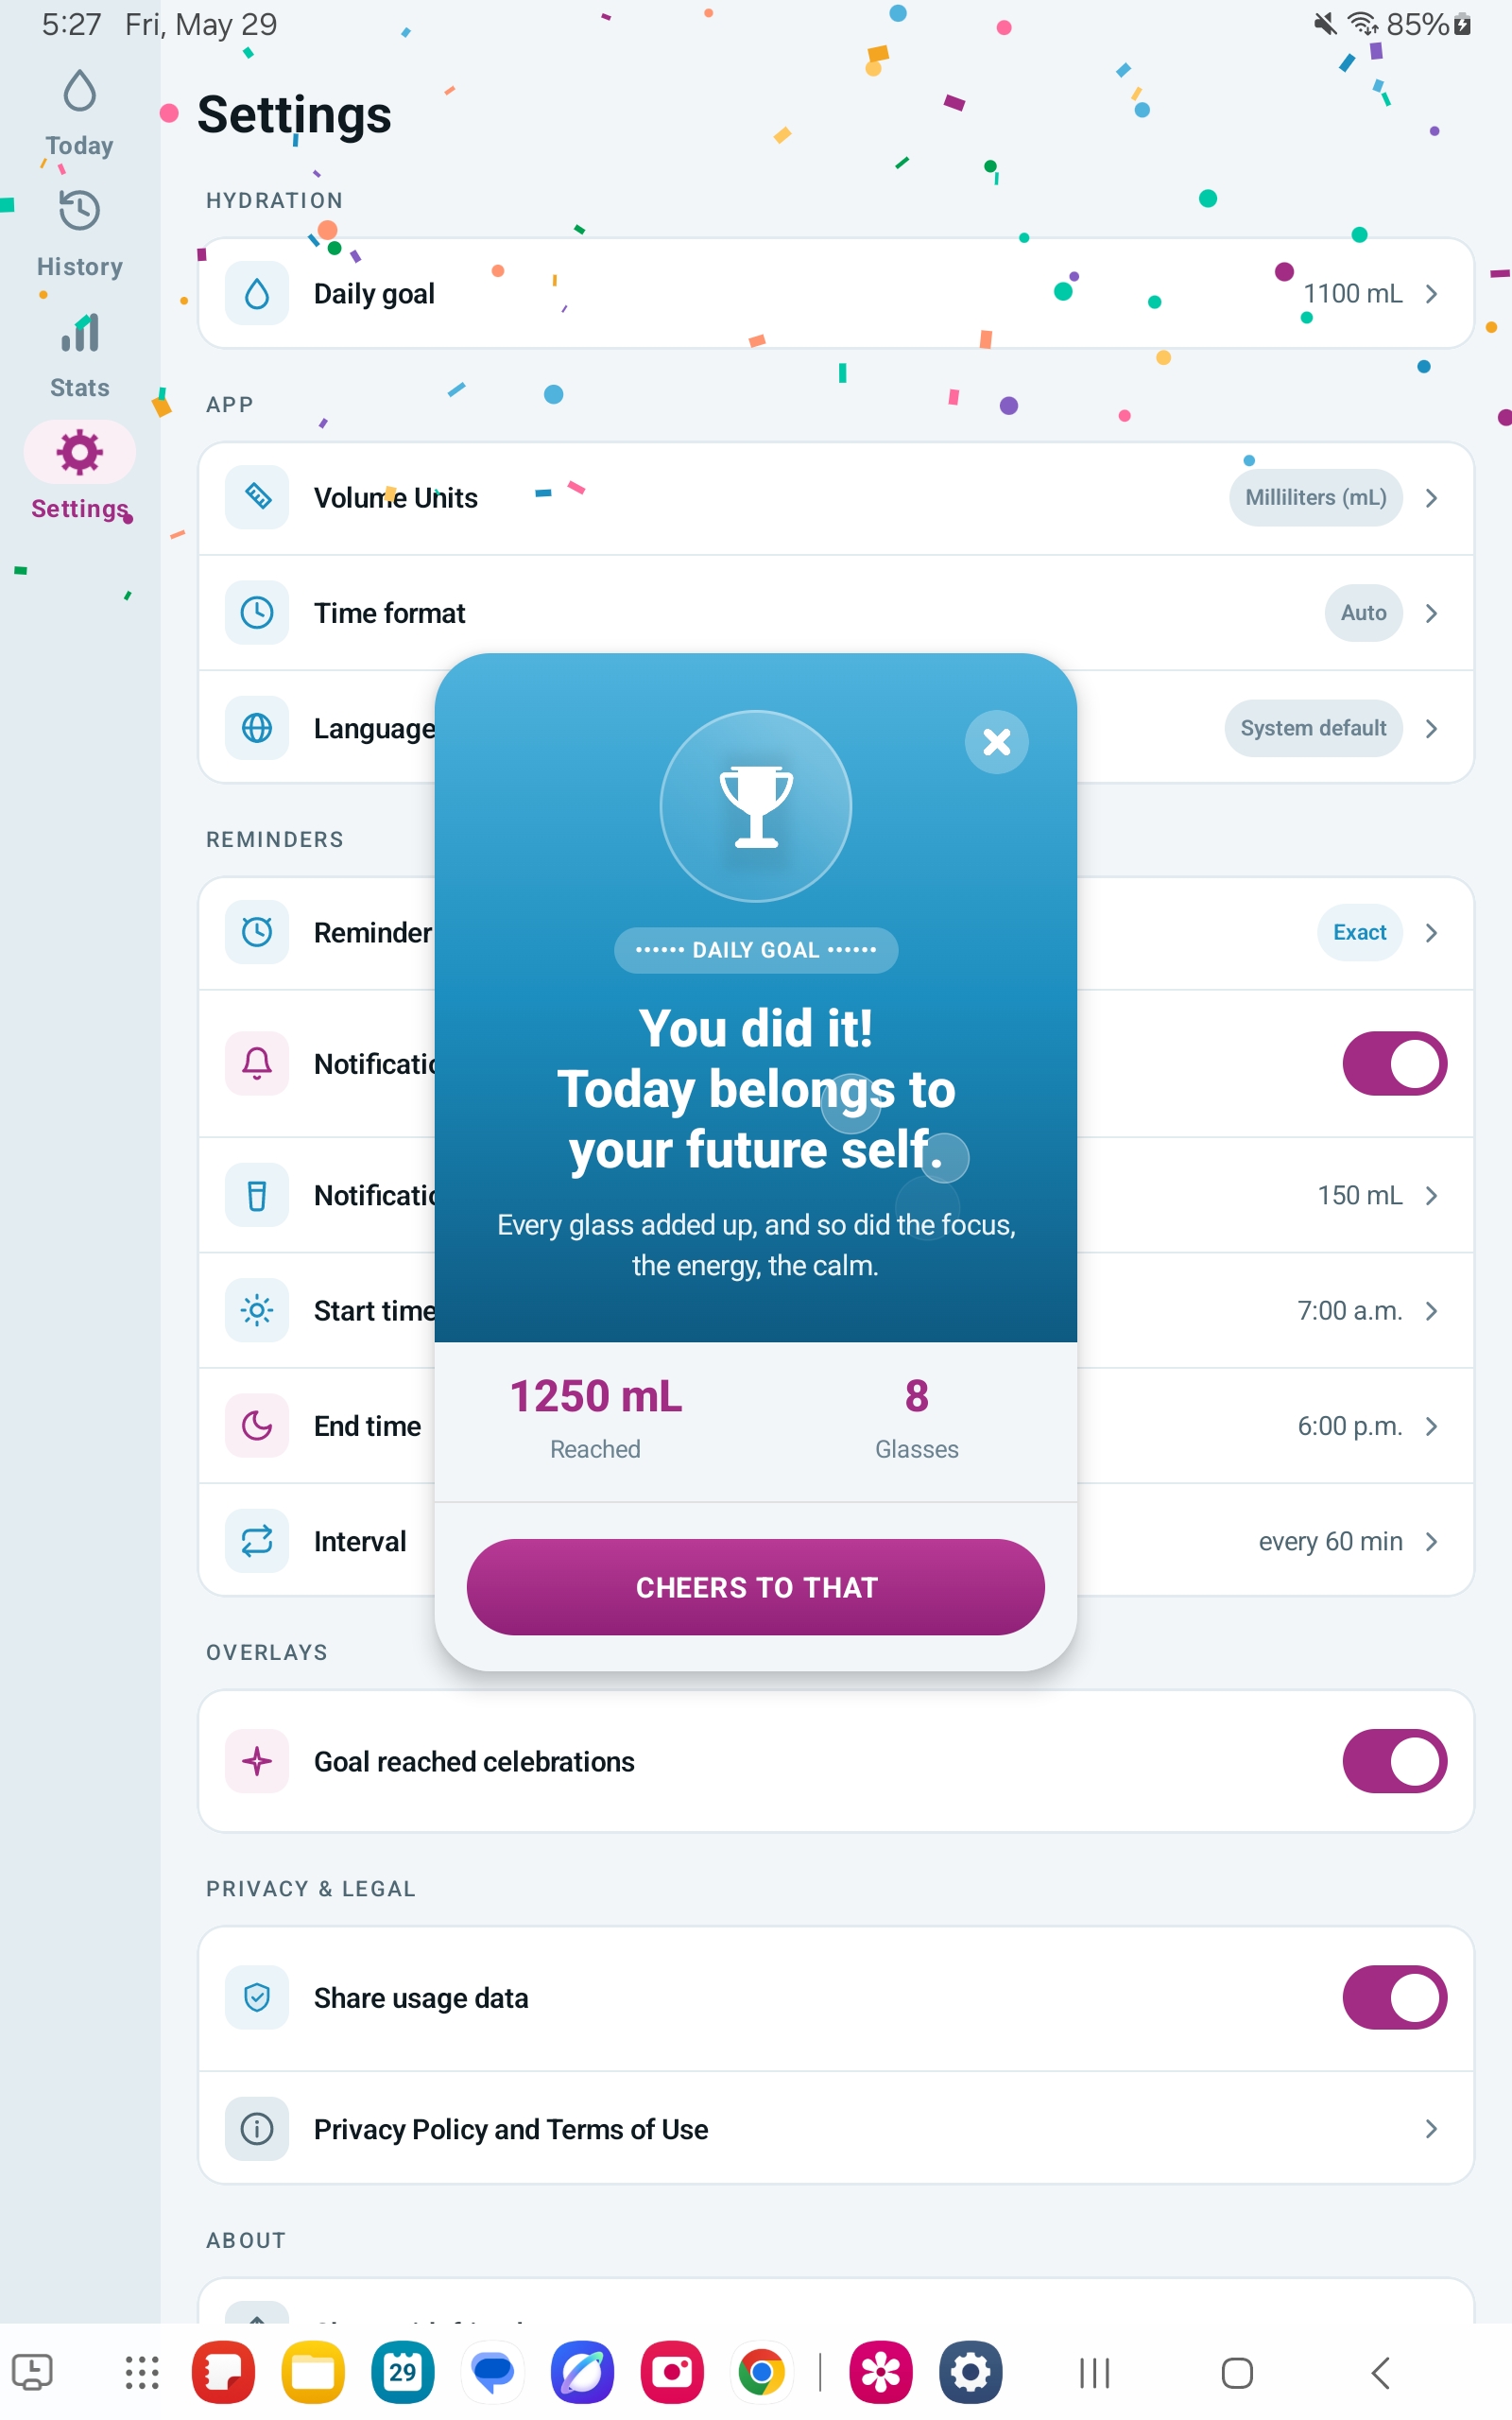 5:27 Fri, May 29
85%
Today
History
Stats
Settings
Settings
HYDRATION
Daily goal
1100 mL
APP
Volume Units
Milliliters (mL)
Time format
Auto
Language
System default
REMINDERS
Reminder
Exact
150 mL
Start time
7:00 a.m.
End time
6:00 p.m.
Interval
every 60 min
•••••• DAILY GOAL ••••••
You did it!
Today belongs to
your future self.
Every glass added up, and so did the focus,
the energy, the calm.
1250 mL
Reached
8
Glasses
CHEERS TO THAT
OVERLAYS
Goal reached celebrations
PRIVACY & LEGAL
Share usage data
Privacy Policy and Terms of Use
ABOUT
29